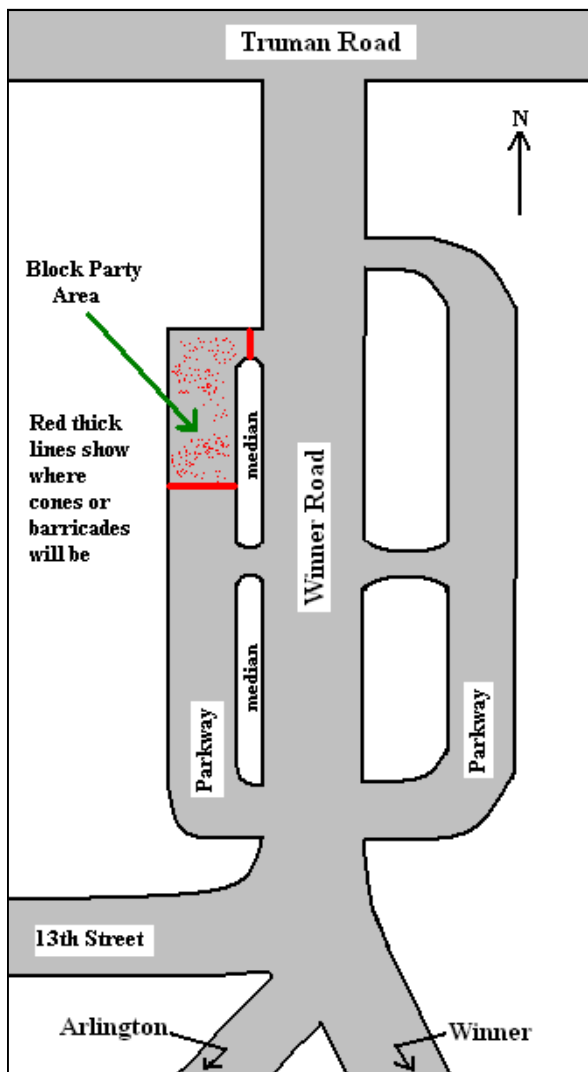 Truman Road
N
Block Party
Area
Red thick
lines show
where
cones or
barricades
will be
median
Winner Road
median
Parkway
Parkway
13th Street
Arlington
Winner